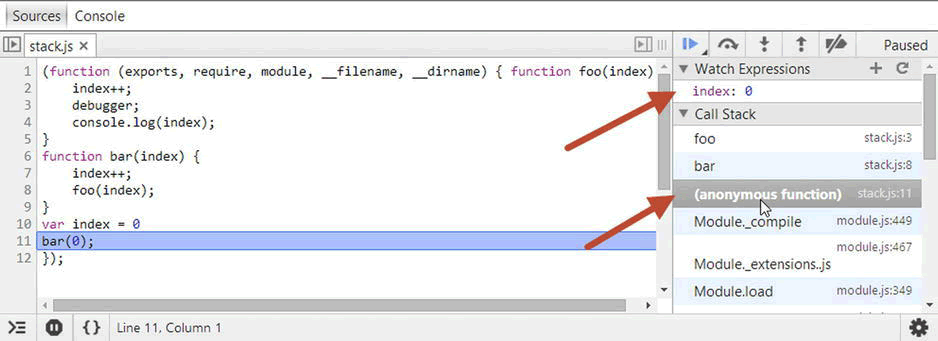 Sources Console
stack.js ×
Paused
1 (function (exports, require, module, __filename, __dirname) { function foo(index)
2 index++;
3 debugger;
4 console.log(index);
5 }
6 function bar(index) {
7 index++;
8 foo(index);
9 }
10 var index = 0
11 bar(0);
12 });
Watch Expressions
index: 0
Call Stack
foo stack.js:3
bar stack.js:8
(anonymous function) stack.js:11
Module._compile module.js:449
module.js:467
Module._extensions..js
Module.load module.js:349
{ } Line 11, Column 1